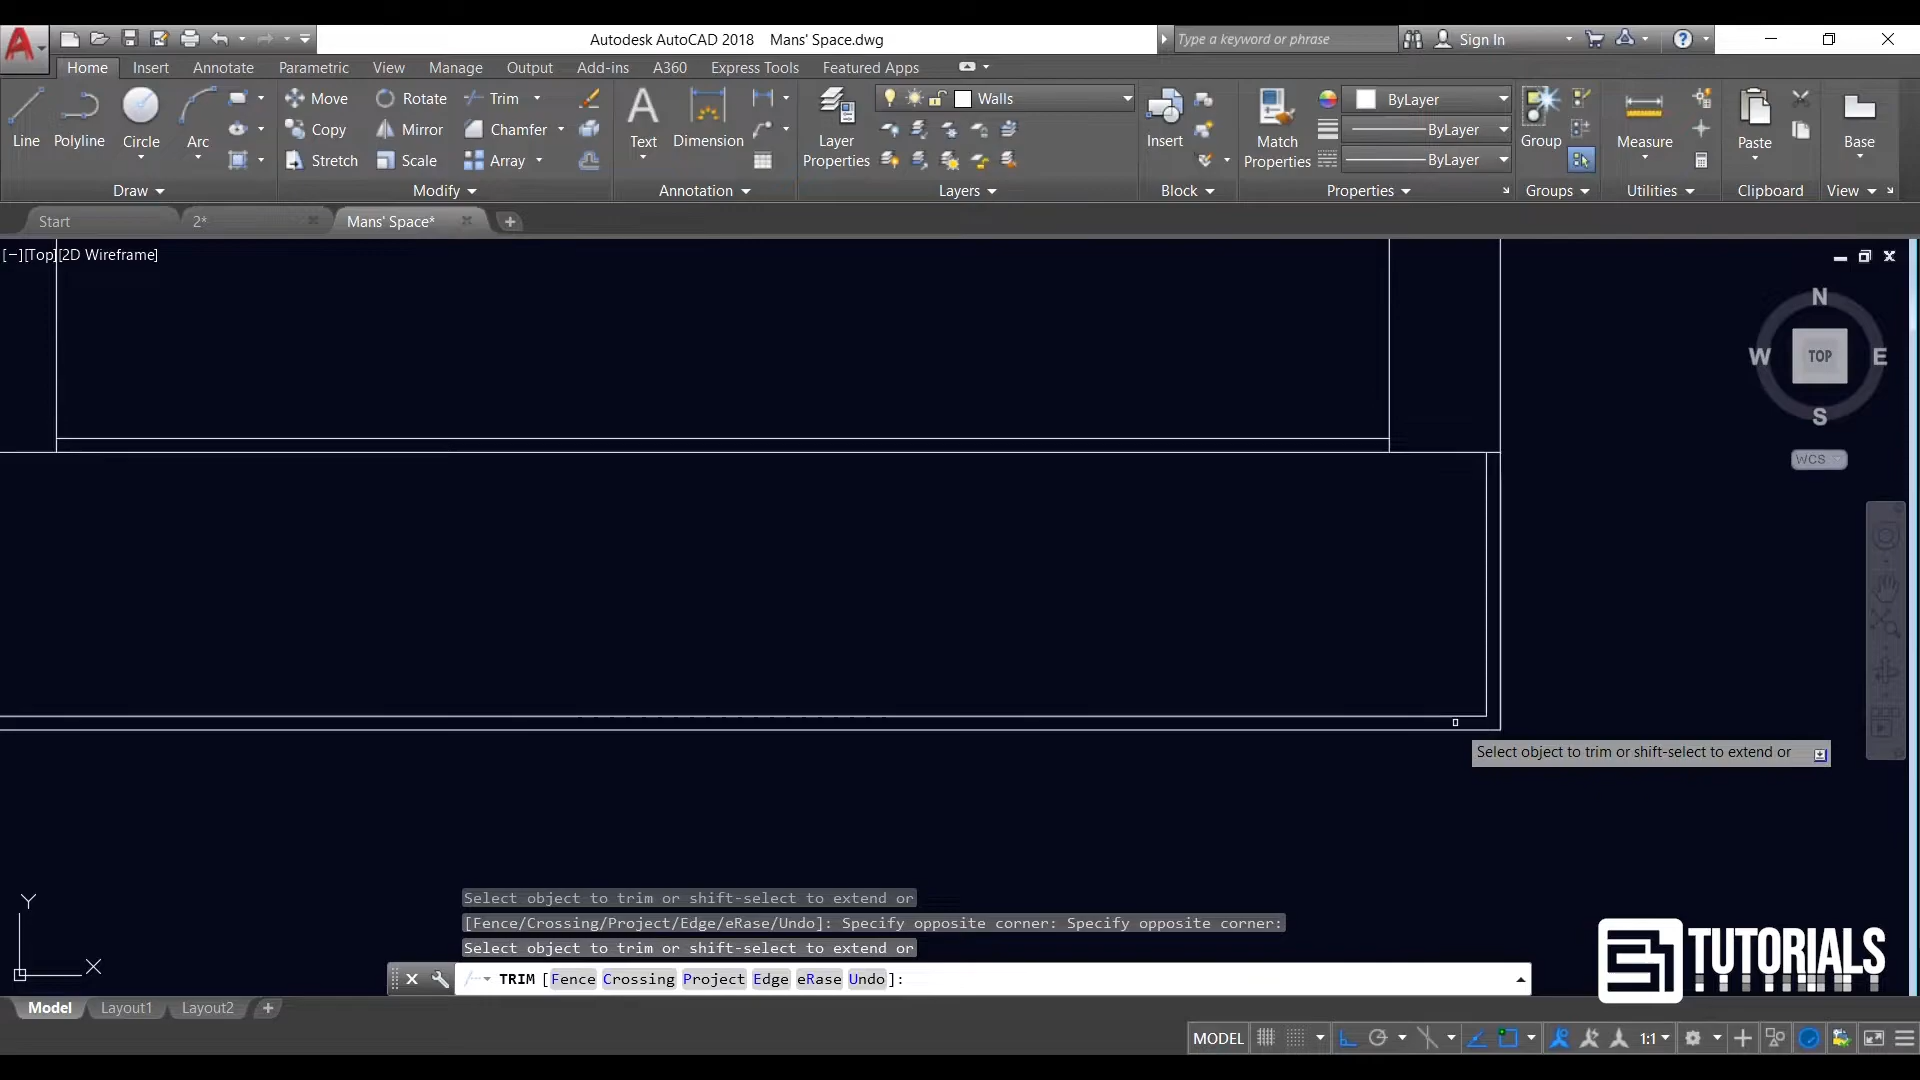 Autodesk AutoCAD 2018 Mans' Space.dwg
Type a keyword or phrase
Sign In
Home Insert Annotate Parametric View Manage Output Add-ins A360 Express Tools Featured Apps
Line Polyline Circle Arc
Move Rotate Trim
Copy Mirror Chamfer
Stretch Scale Array
Text Dimension
Layer Properties
Walls
Insert
Match Properties
ByLayer
ByLayer
ByLayer
Group
Measure
Paste
Base
Draw Modify Annotation Layers Block Properties Groups Utilities Clipboard View
Start 2* Mans' Space*
[−][Top][2D Wireframe]
N
W TOP E
S
WCS
Select object to trim or shift-select to extend or
Y
X
Select object to trim or shift-select to extend or
[Fence/Crossing/Project/Edge/eRase/Undo]: Specify opposite corner: Specify opposite corner:
Select object to trim or shift-select to extend or
TRIM [Fence Crossing Project Edge eRase Undo]:
TUTORIALS
Model Layout1 Layout2
MODEL 1:1